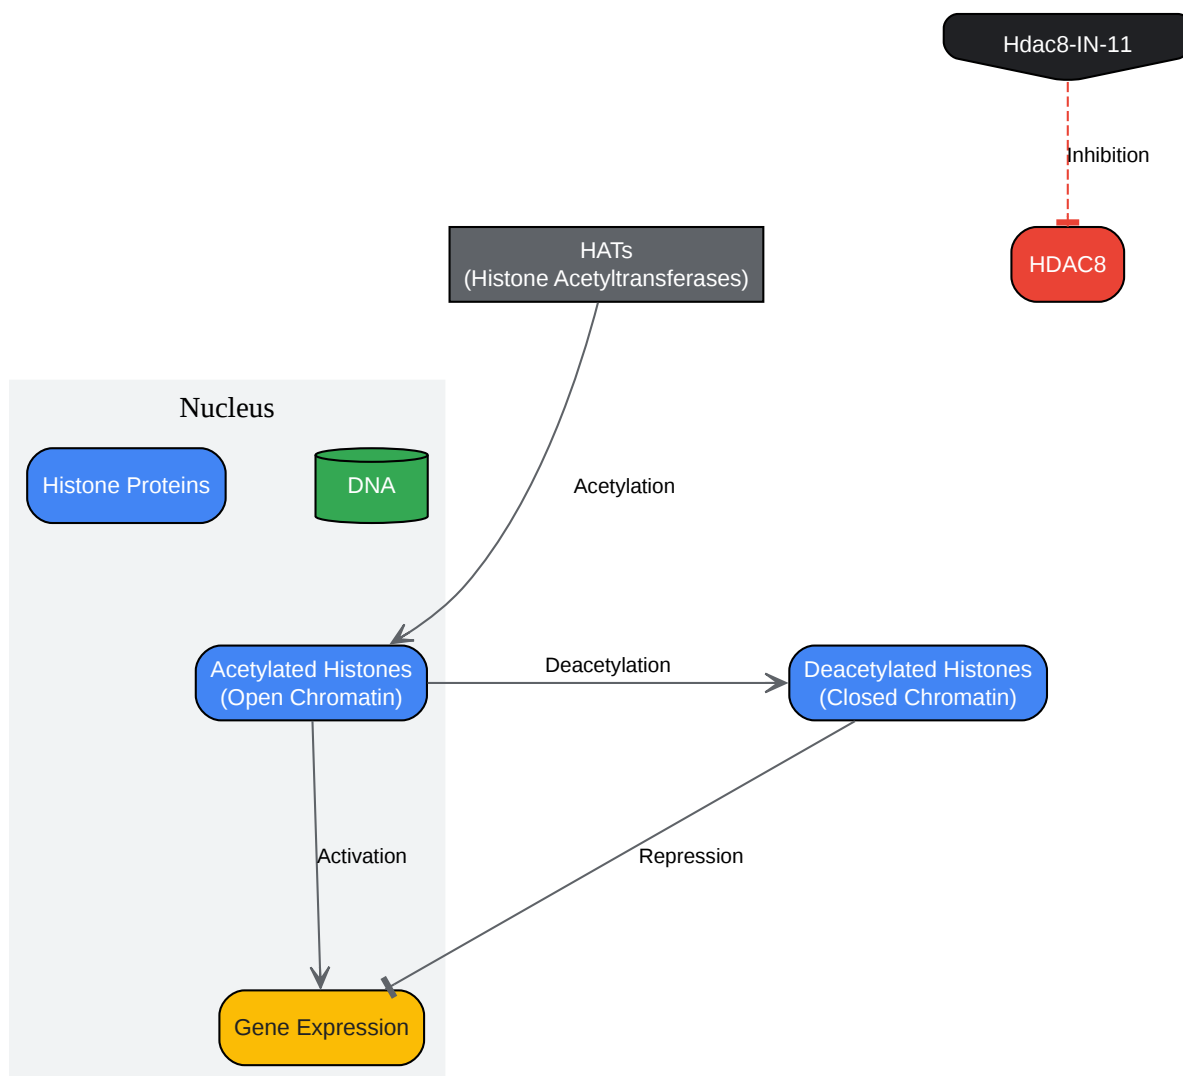 Hdac8-IN-11
Inhibition
HATs
(Histone Acetyltransferases)
HDAC8
Nucleus
Histone Proteins
DNA
Acetylation
Acetylated Histones
(Open Chromatin)
Deacetylation
Deacetylated Histones
(Closed Chromatin)
Activation
Repression
Gene Expression